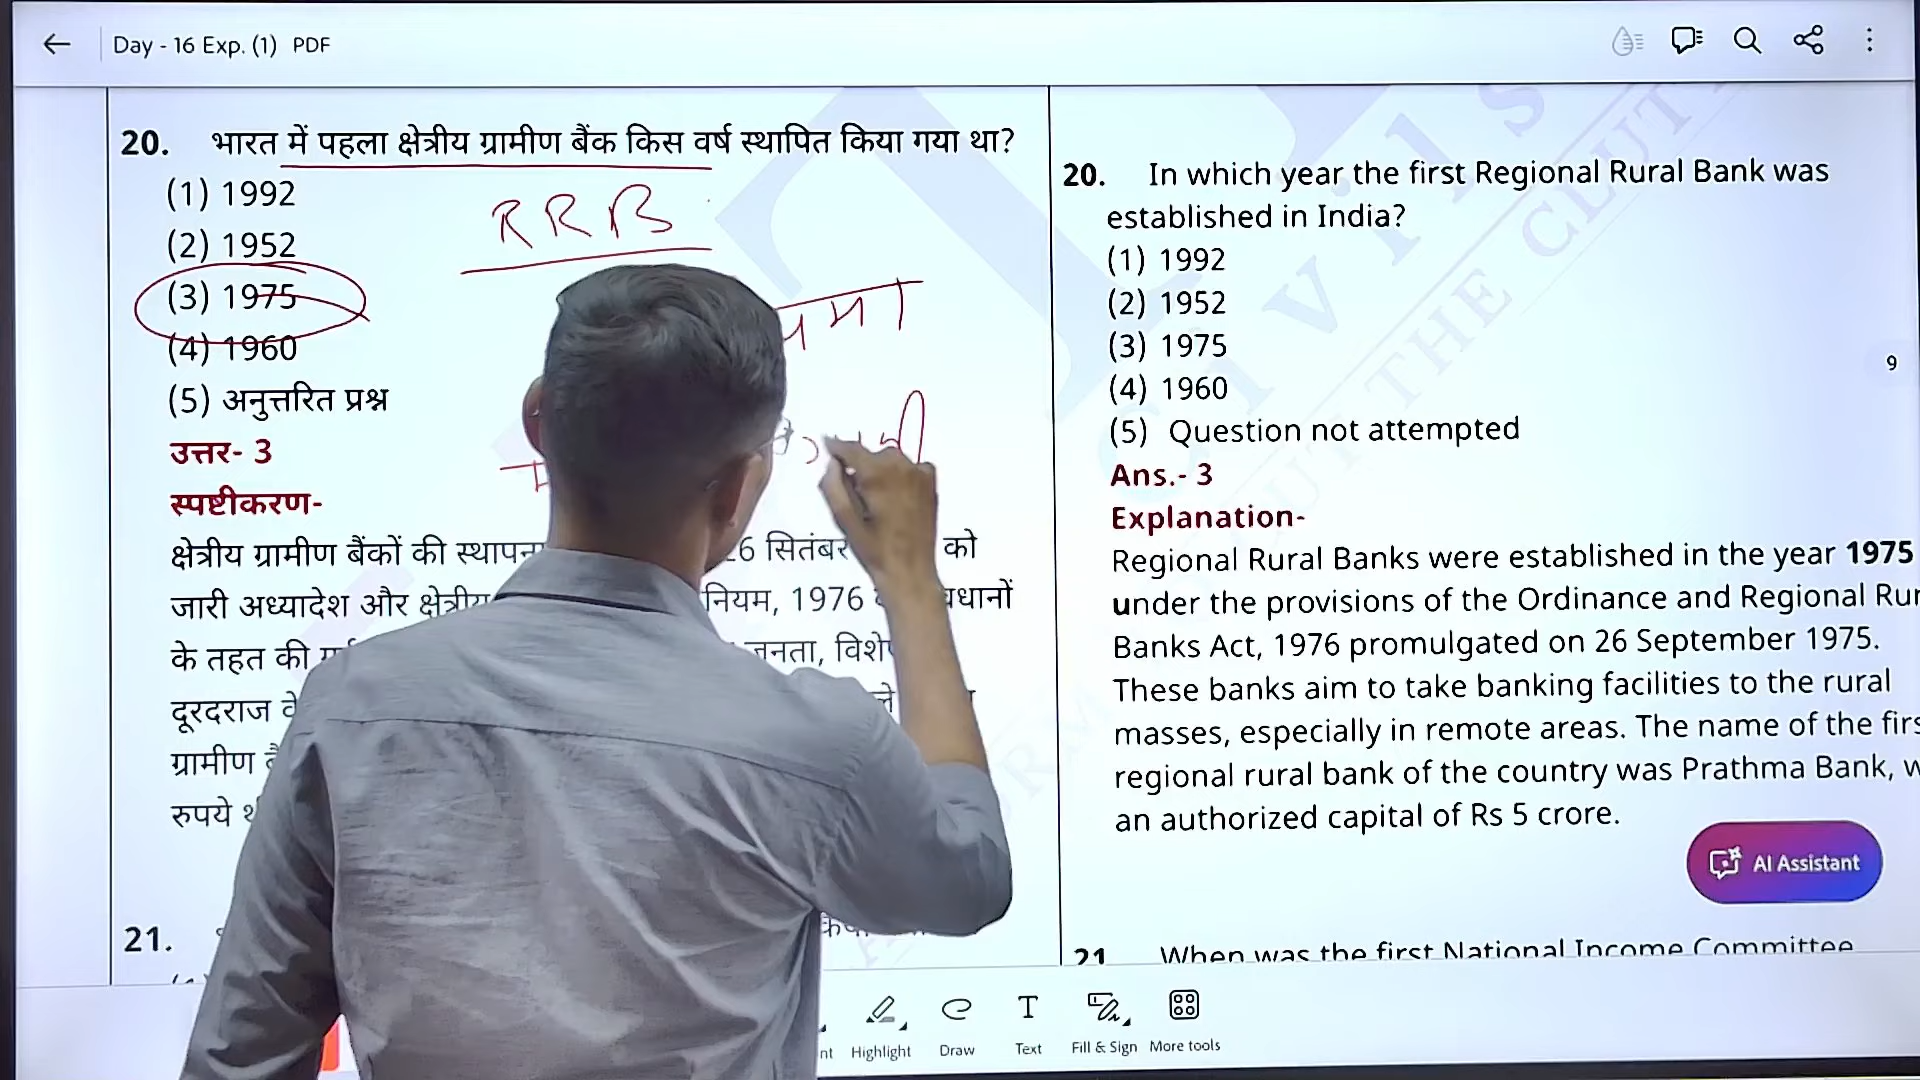 Day - 16 Exp. (1) PDF
20. भारत में पहला क्षेत्रीय ग्रामीण बैंक किस वर्ष स्थापित किया गया था?
(1) 1992
(2) 1952
(3) 1975
(4) 1960
(5) अनुत्तरित प्रश्न
उत्तर- 3
स्पष्टीकरण-
क्षेत्रीय ग्रामीण बैंकों की 26 सितंबर को
जारी अध्यादेश और 1976
के तहत की जनता,
दूरदराज
ग्रामीण
रुपये
21.
RRB
20. In which year the first Regional Rural Bank was
established in India?
(1) 1992
(2) 1952
(3) 1975
(4) 1960
(5) Question not attempted
Ans.- 3
Explanation-
Regional Rural Banks were established in the year 1975
under the provisions of the Ordinance and Regional
Banks Act, 1976 promulgated on 26 September 1975.
These banks aim to take banking facilities to the rural
masses, especially in remote areas. The name of the
regional rural bank of the country was Prathma Bank,
an authorized capital of Rs 5 crore.
9
AI Assistant
21 When was the first National Income Committee
Highlight Draw Text Fill & Sign More tools